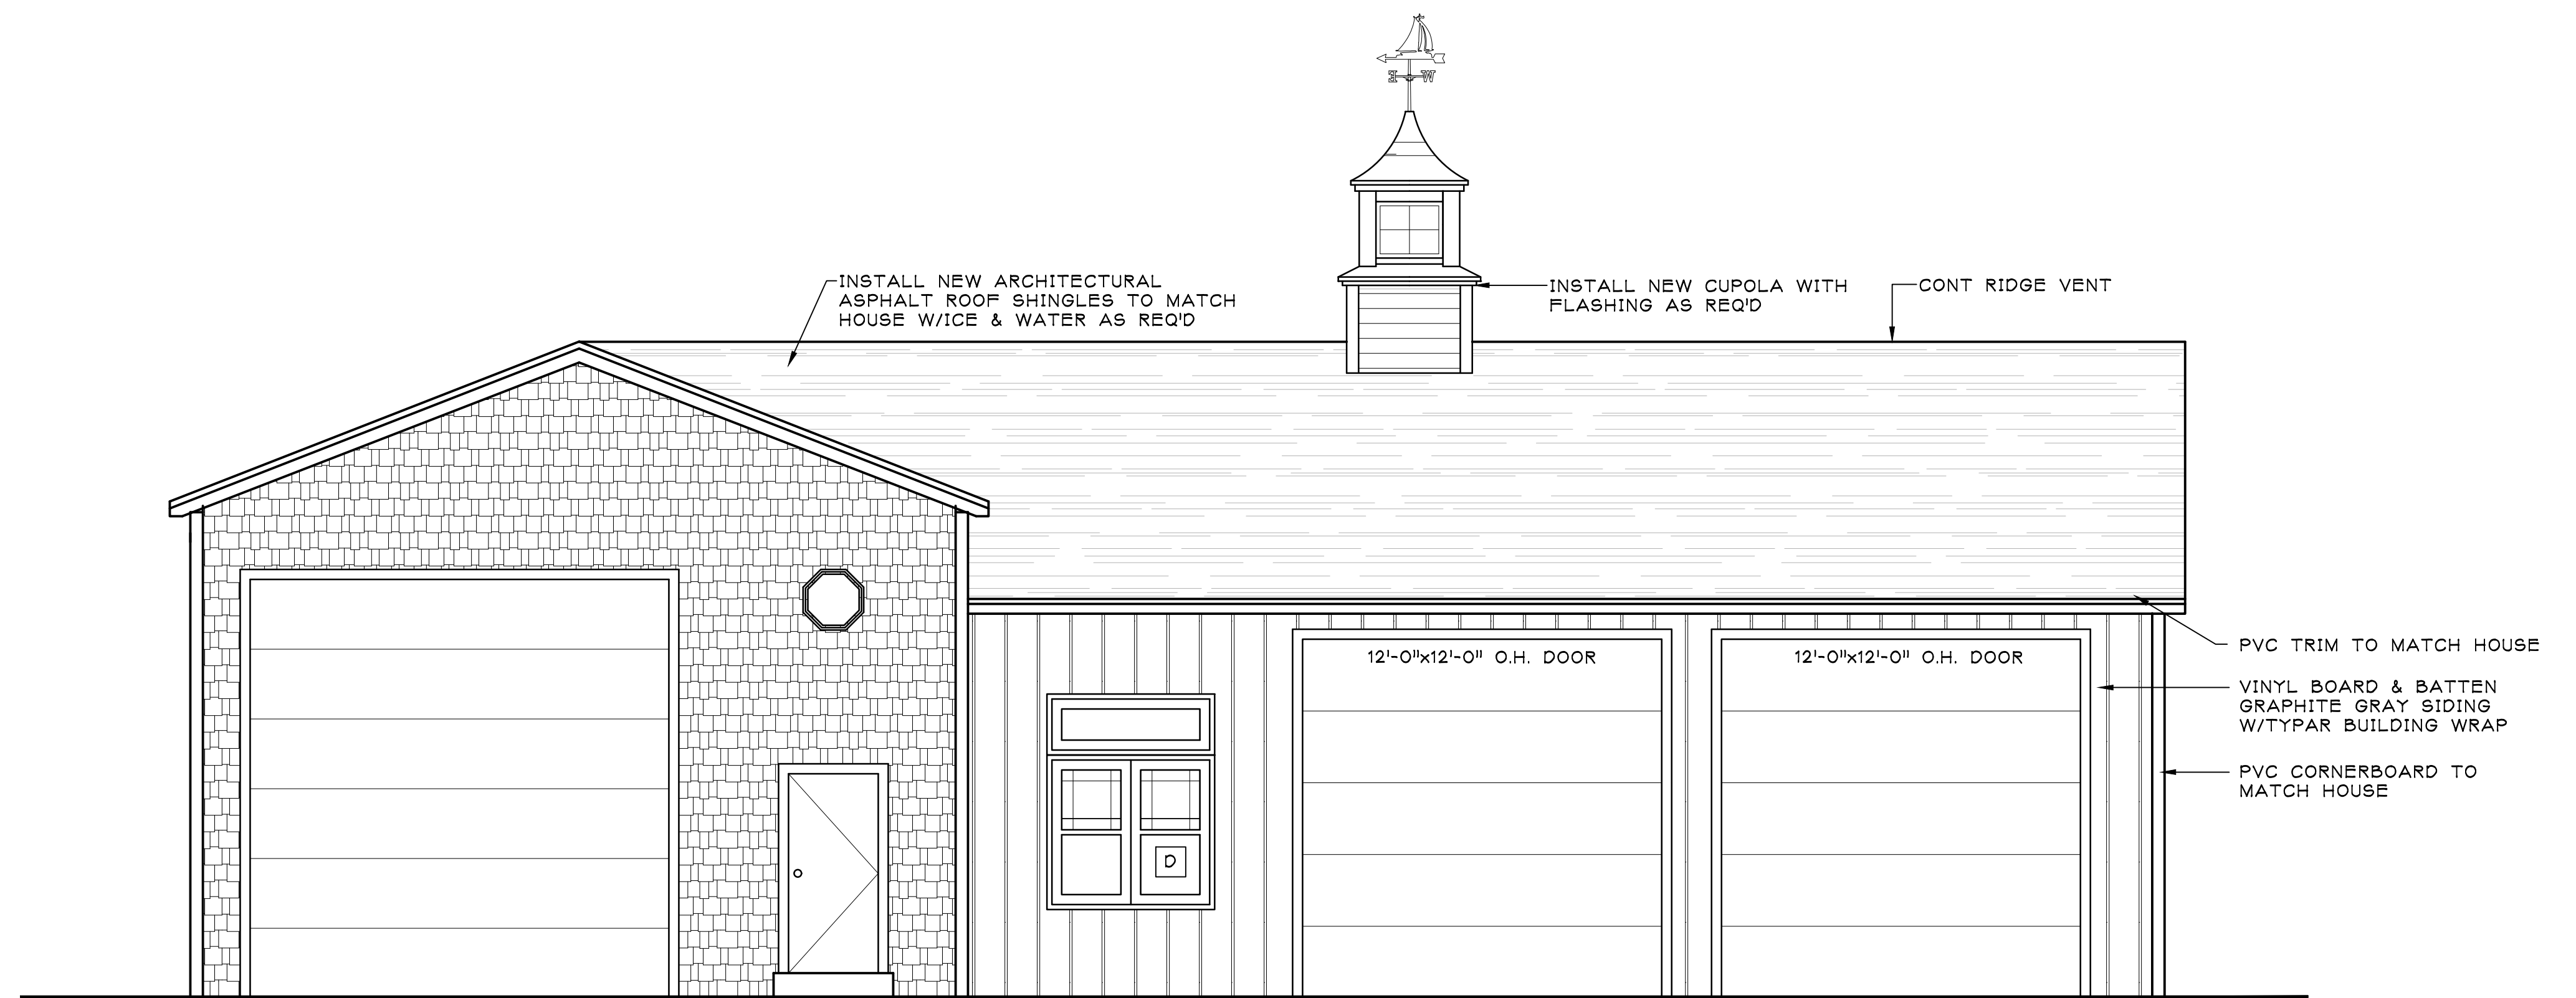 E W
INSTALL NEW ARCHITECTURAL
ASPHALT ROOF SHINGLES TO MATCH
HOUSE W/ICE & WATER AS REQ'D
INSTALL NEW CUPOLA WITH
FLASHING AS REQ'D
CONT RIDGE VENT
12'-0"x12'-0" O.H. DOOR
12'-0"x12'-0" O.H. DOOR
PVC TRIM TO MATCH HOUSE
VINYL BOARD & BATTEN
GRAPHITE GRAY SIDING
W/TYPAR BUILDING WRAP
PVC CORNERBOARD TO
MATCH HOUSE
D